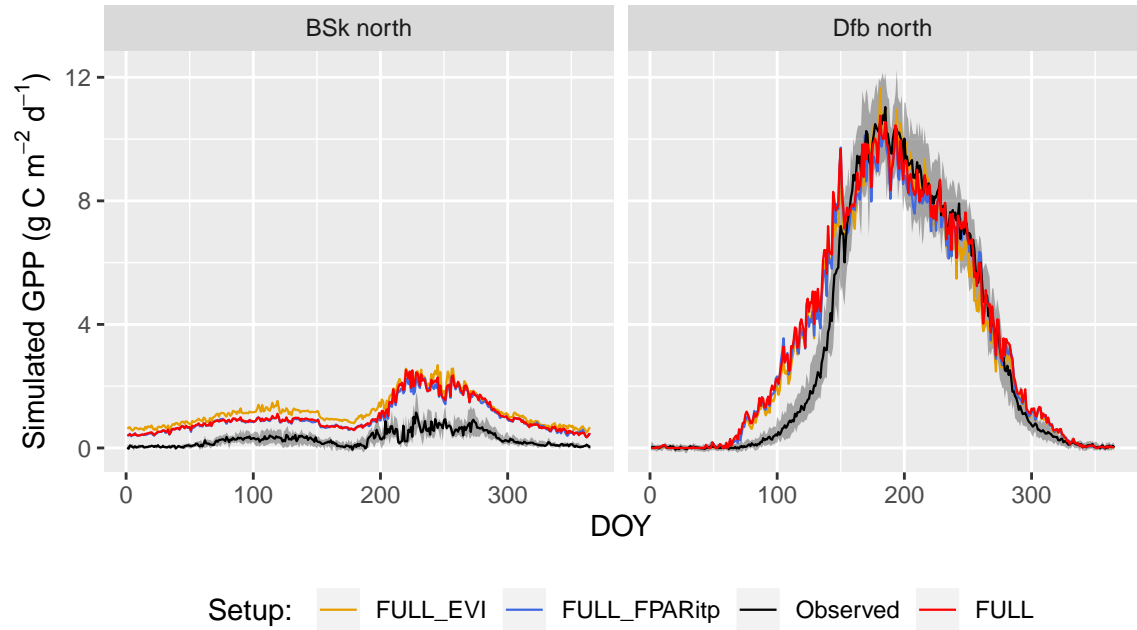 BSk north
Dfb north
Simulated GPP (g C m⁻² d⁻¹)
12
8
4
0
0 100 200 300
0 100 200 300
DOY
Setup: FULL_EVI FULL_FPARitp Observed FULL